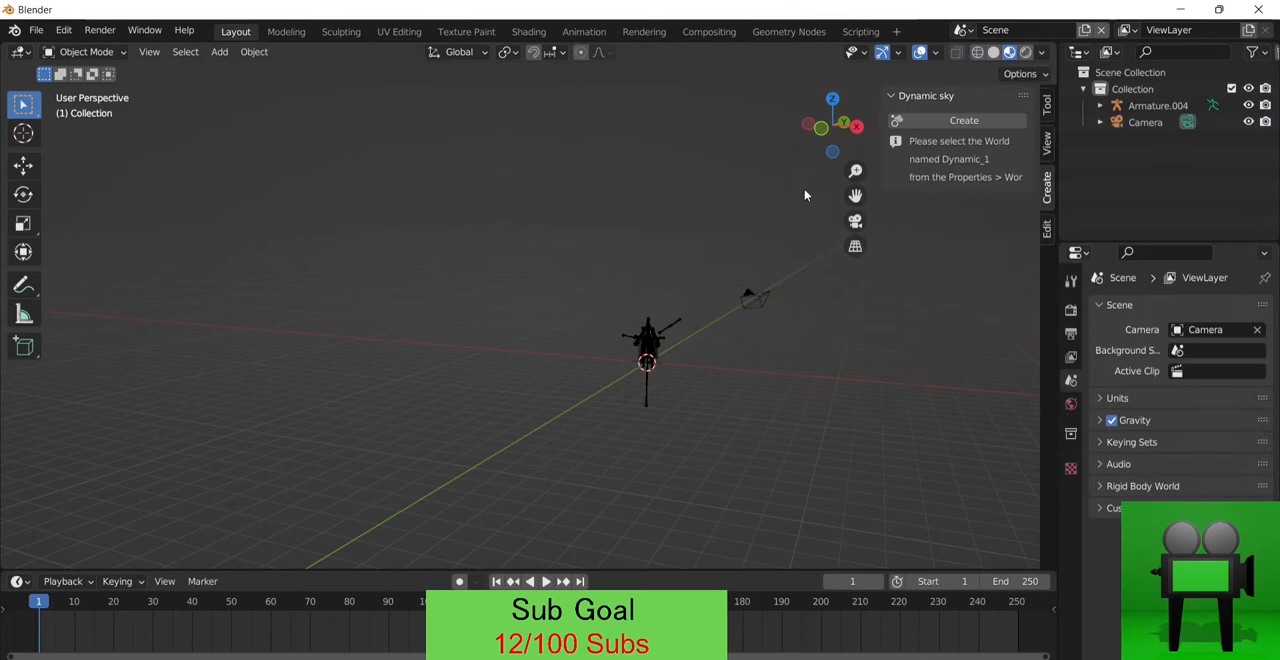 Blender
File Edit Render Window Help Layout Modeling Sculpting UV Editing Texture Paint Shading Animation Rendering Compositing Geometry Nodes Scripting + Scene ViewLayer
Object Mode View Select Add Object Global
Options
User Perspective
(1) Collection
Dynamic sky
Create
Please select the World
named Dynamic_1
from the Properties > Wor
Z
Y
X
Tool
View
Create
Edit
Scene Collection
Collection
Armature.004
Camera
Scene > ViewLayer
Scene
Camera Camera
Background S...
Active Clip
Units
Gravity
Keying Sets
Audio
Rigid Body World
Cus
Playback Keying View Marker 1 Start 1 End 250
1 10 20 30 40 50 60 70 80 90 180 190 200 210 220 230 240 250
Sub Goal
12/100 Subs